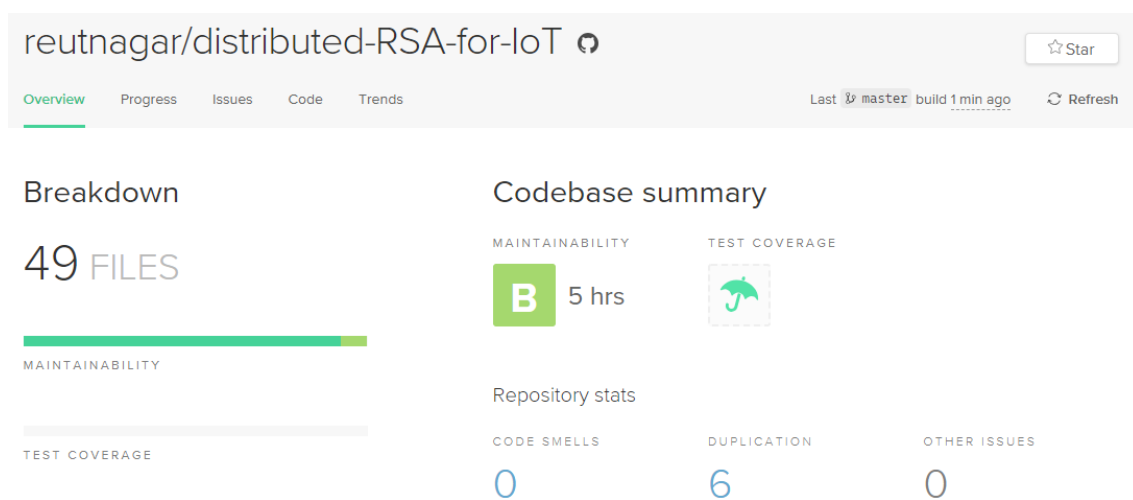 reutnagar/distributed-RSA-for-IoT
Star
Overview Progress Issues Code Trends
Last master build 1 min ago Refresh
Breakdown
49 FILES
MAINTAINABILITY
TEST COVERAGE
Codebase summary
MAINTAINABILITY TEST COVERAGE
B 5 hrs
Repository stats
CODE SMELLS DUPLICATION OTHER ISSUES
0 6 0